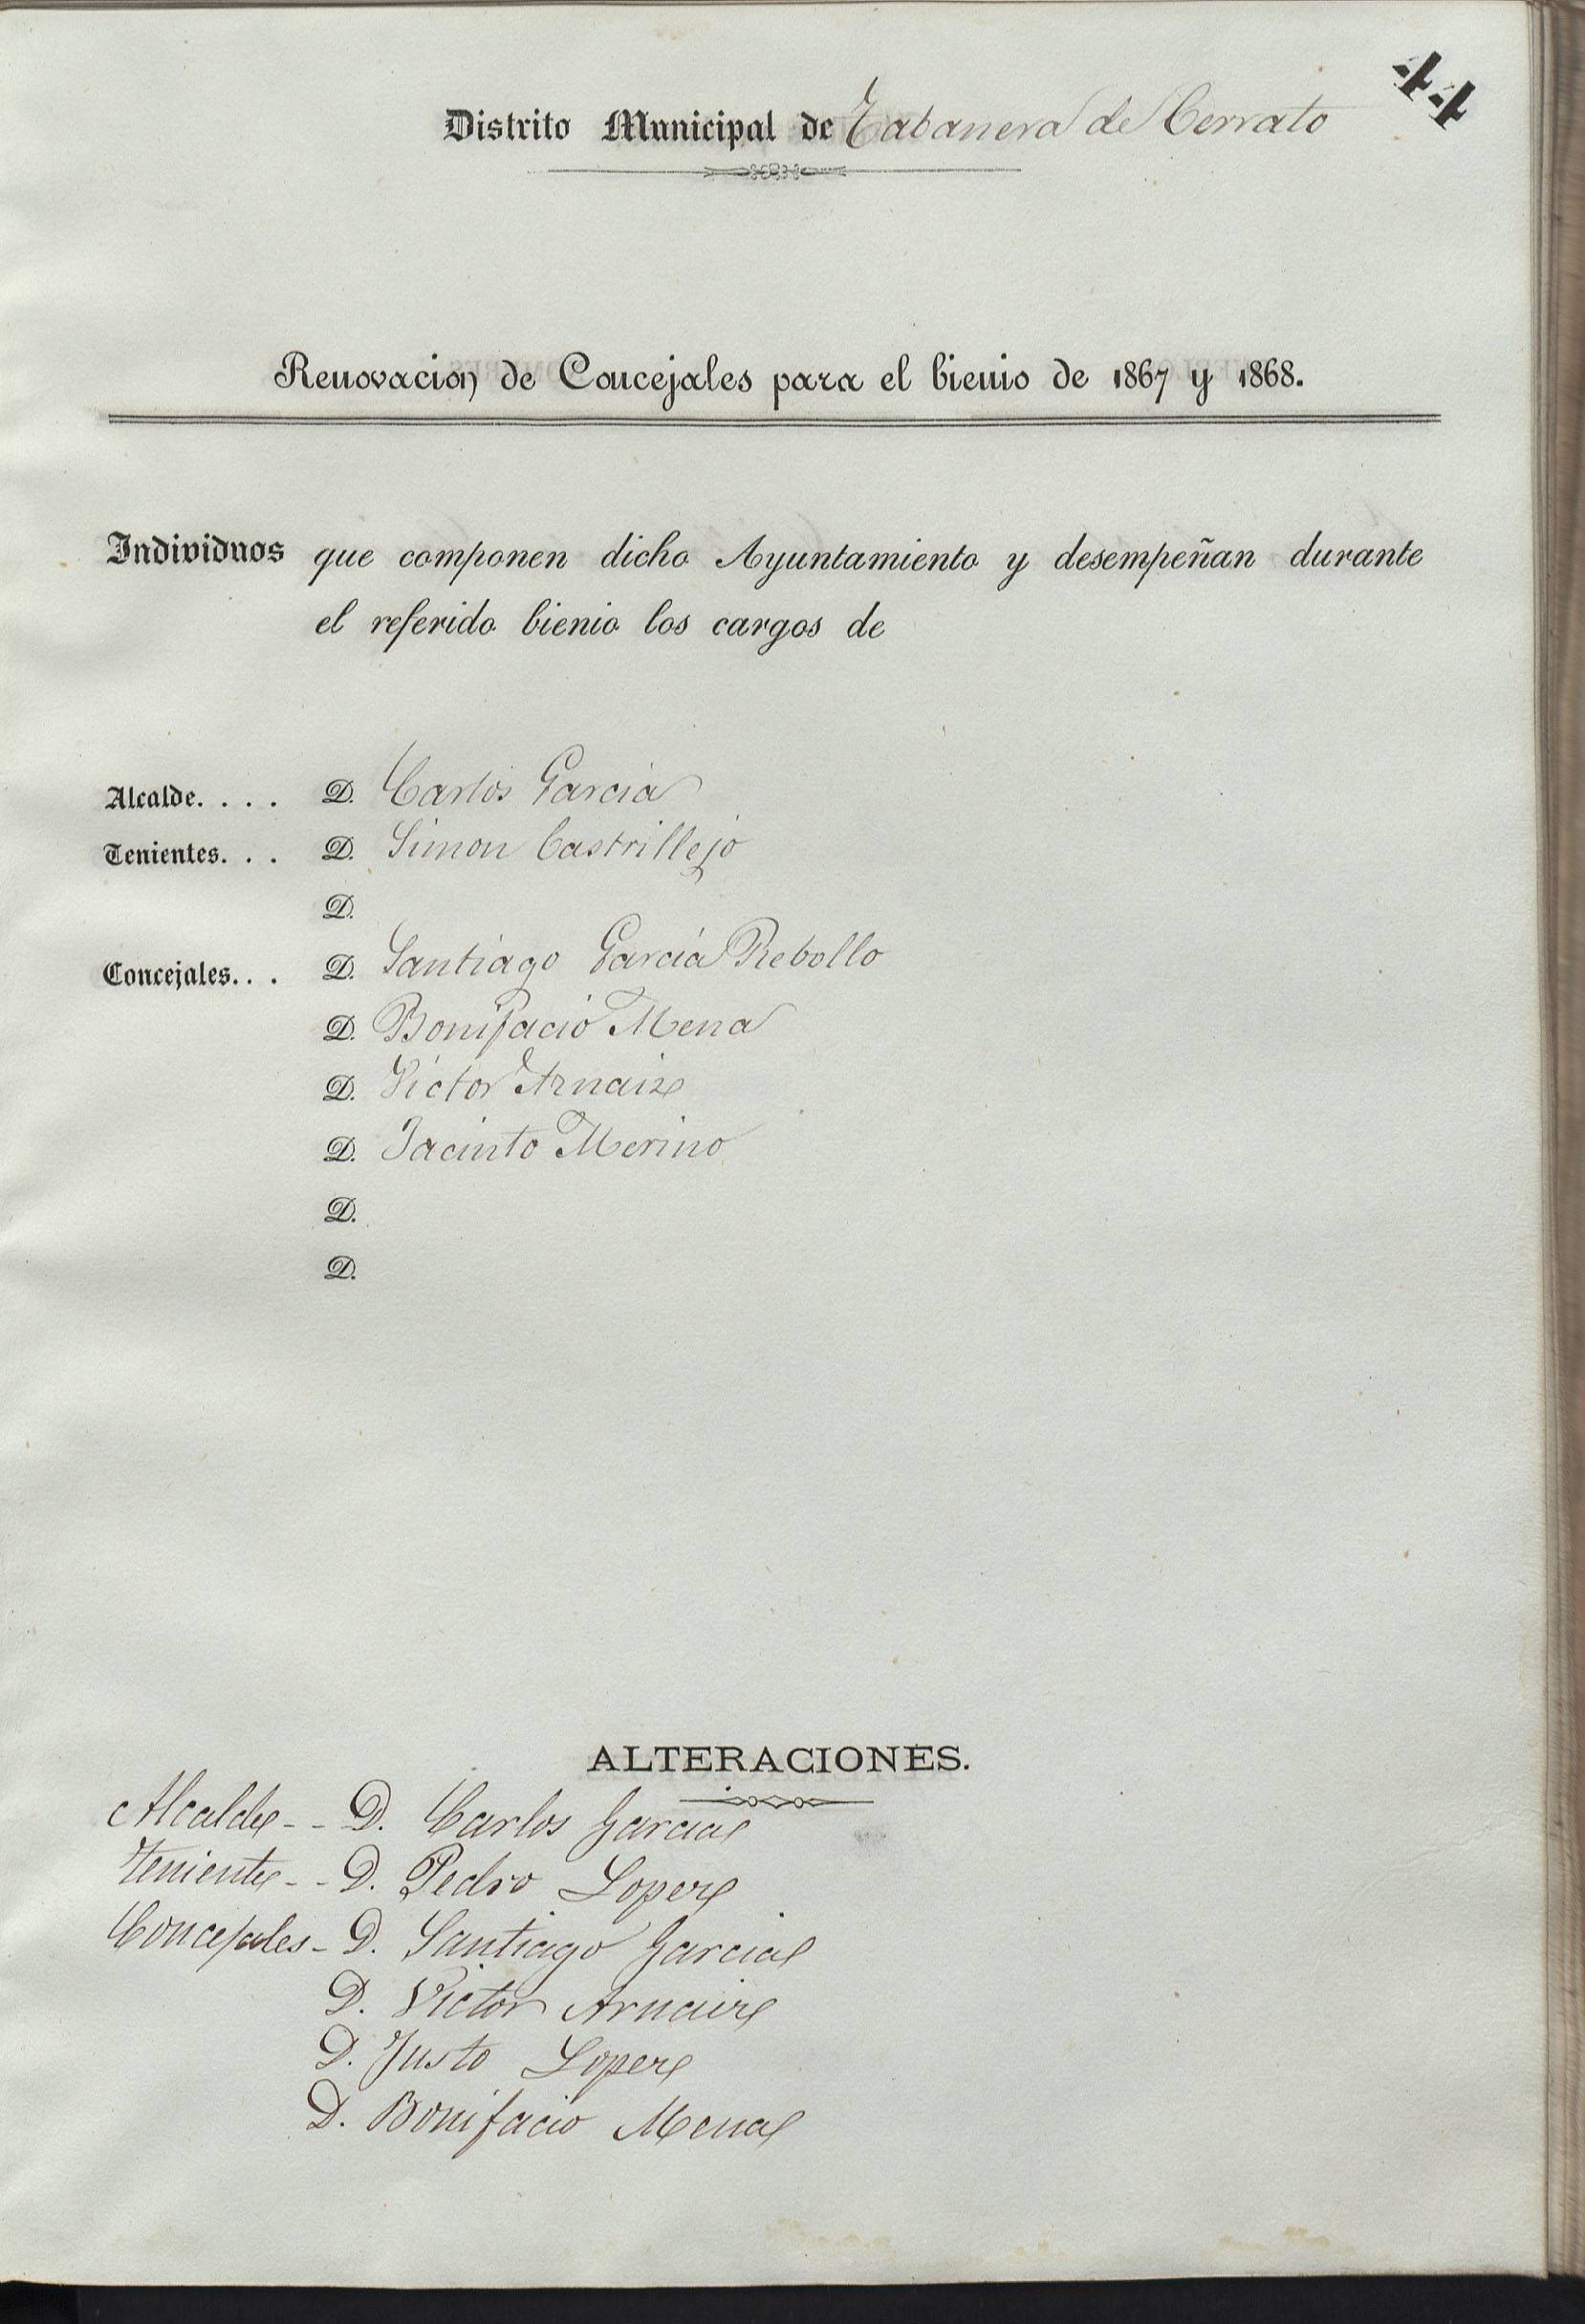 44
Distrito Municipal de Tabanera de Cerrato
Renovacion de Concejales para el bienio de 1867 y 1868.
Individuos que componen dicho Ayuntamiento y desempeñan durante
el referido bienio los cargos de
Alcalde. . . . D. Carlos García
Tenientes. . . D. Simon Castrillejo
D.
Concejales. . . D. Santiago García Rebollo
D. Bonifacio Mena
D. Victor Arnaiz
D. Jacinto Merino
D.
D.
ALTERACIONES.
Alcalde - - D. Carlos Garcia
Teniente - - D. Pedro Lopez
Concejales - D. Santiago Garcia
D. Victor Arnaiz
D. Justo Lopez
D. Bonifacio Mena